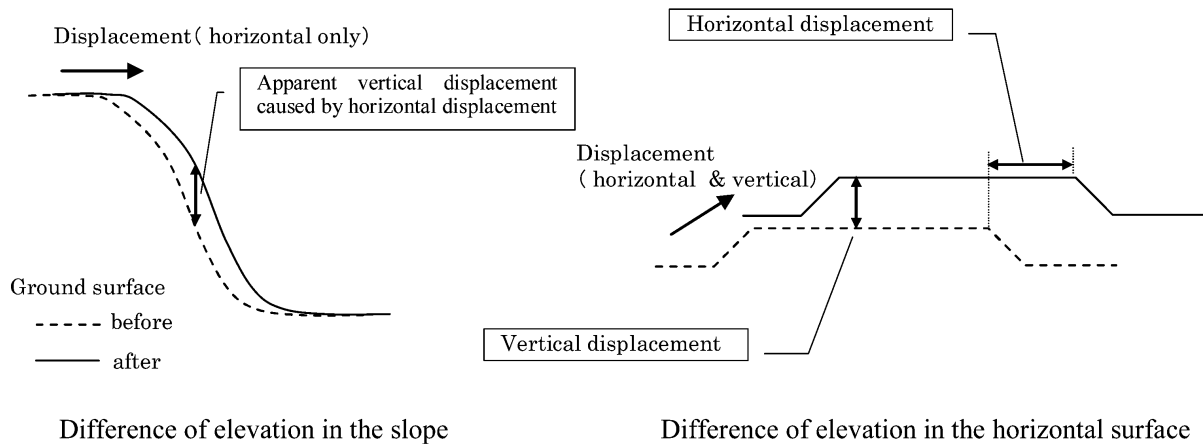 Displacement( horizontal only)
Apparent vertical displacement
caused by horizontal displacement
Ground surface
before
after
Difference of elevation in the slope
Horizontal displacement
Displacement
( horizontal & vertical)
Vertical displacement
Difference of elevation in the horizontal surface